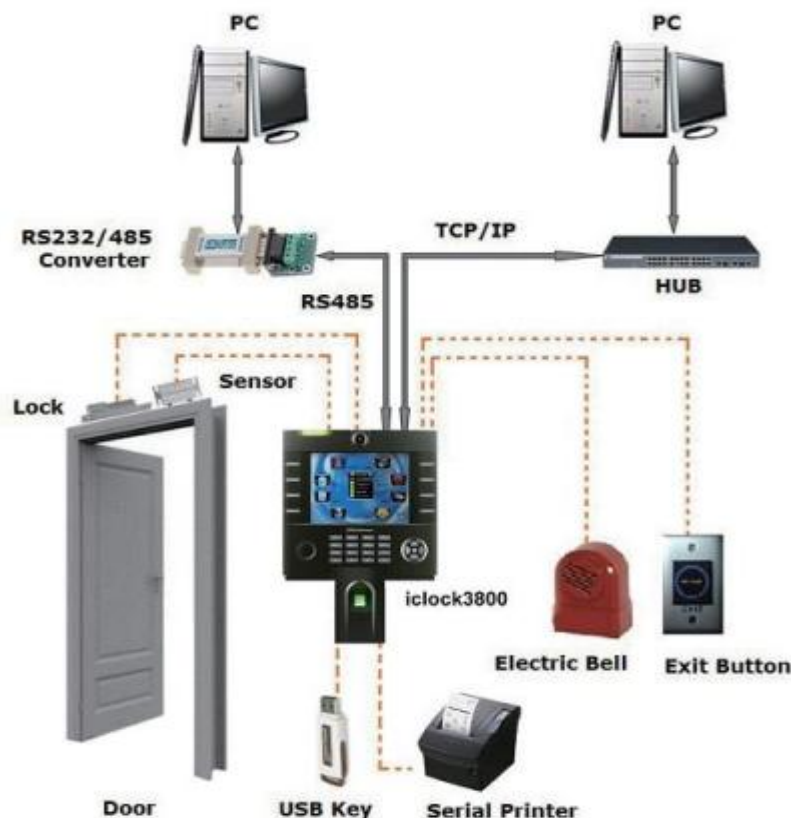 PC
PC
RS232/485
Converter
TCP/IP
HUB
RS485
Sensor
Lock
iclock3800
Electric Bell
Exit Button
Door
USB Key
Serial Printer